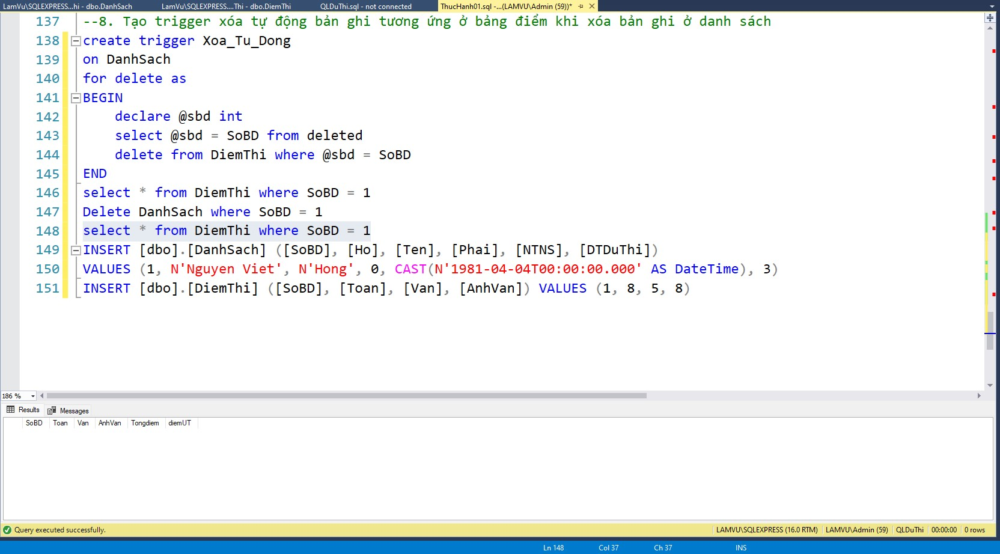 LamVu\SQLEXPRESS...hi - dbo.DanhSach
LamVu\SQLEXPRESS....Thi - dbo.DiemThi
QLDuThi.sql - not connected
ThucHanh01.sql -...(LAMVU\Admin (59))*
137 --8. Tạo trigger xóa tự động bản ghi tương ứng ở bảng điểm khi xóa bản ghi ở danh sách
138 create trigger Xoa_Tu_Dong
139 on DanhSach
140 for delete as
141 BEGIN
142 declare @sbd int
143 select @sbd = SoBD from deleted
144 delete from DiemThi where @sbd = SoBD
145 END
146 select * from DiemThi where SoBD = 1
147 Delete DanhSach where SoBD = 1
148 select * from DiemThi where SoBD = 1
149 INSERT [dbo].[DanhSach] ([SoBD], [Ho], [Ten], [Phai], [NTNS], [DTDuThi])
150 VALUES (1, N'Nguyen Viet', N'Hong', 0, CAST(N'1981-04-04T00:00:00.000' AS DateTime), 3)
151 INSERT [dbo].[DiemThi] ([SoBD], [Toan], [Van], [AnhVan]) VALUES (1, 8, 5, 8)
186 %
Results Messages
SoBD Toan Van AnhVan Tongdiem diemUT
Query executed successfully. LAMVU\SQLEXPRESS (16.0 RTM) LAMVU\Admin (59) QLDuThi 00:00:00 0 rows
Ln 148 Col 37 Ch 37 INS